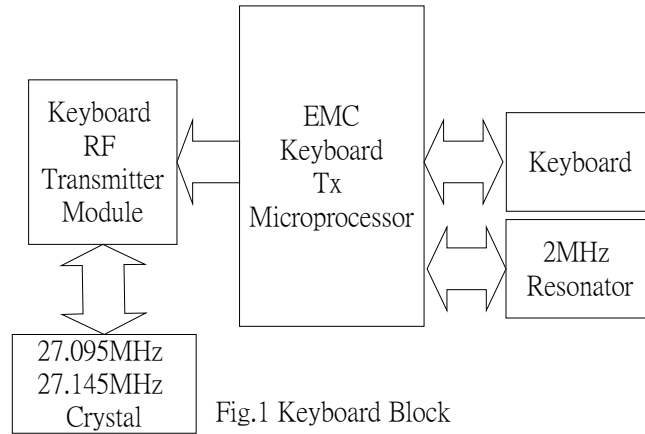 Keyboard
RF
Transmitter
Module
EMC
Keyboard
Tx
Microprocessor
Keyboard
2MHz
Resonator
27.095MHz
27.145MHz
Crystal
Fig.1 Keyboard Block